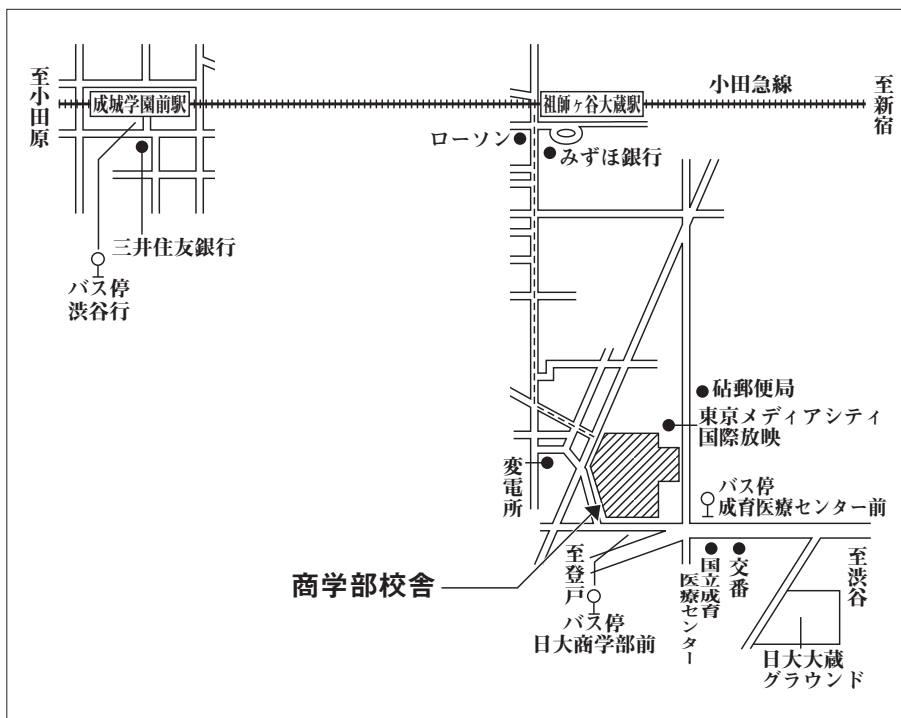 至小田原
成城学園前駅
祖師ヶ谷大蔵駅
小田急線
至新宿
ローソン
みずほ銀行
三井住友銀行
バス停
渋谷行
砧郵便局
東京メディアシティ
国際放映
変電所
バス停
成育医療センター前
商学部校舎
至登戸
バス停
日大商学部前
国立成育
医療センター
交番
至渋谷
日大大蔵
グラウンド